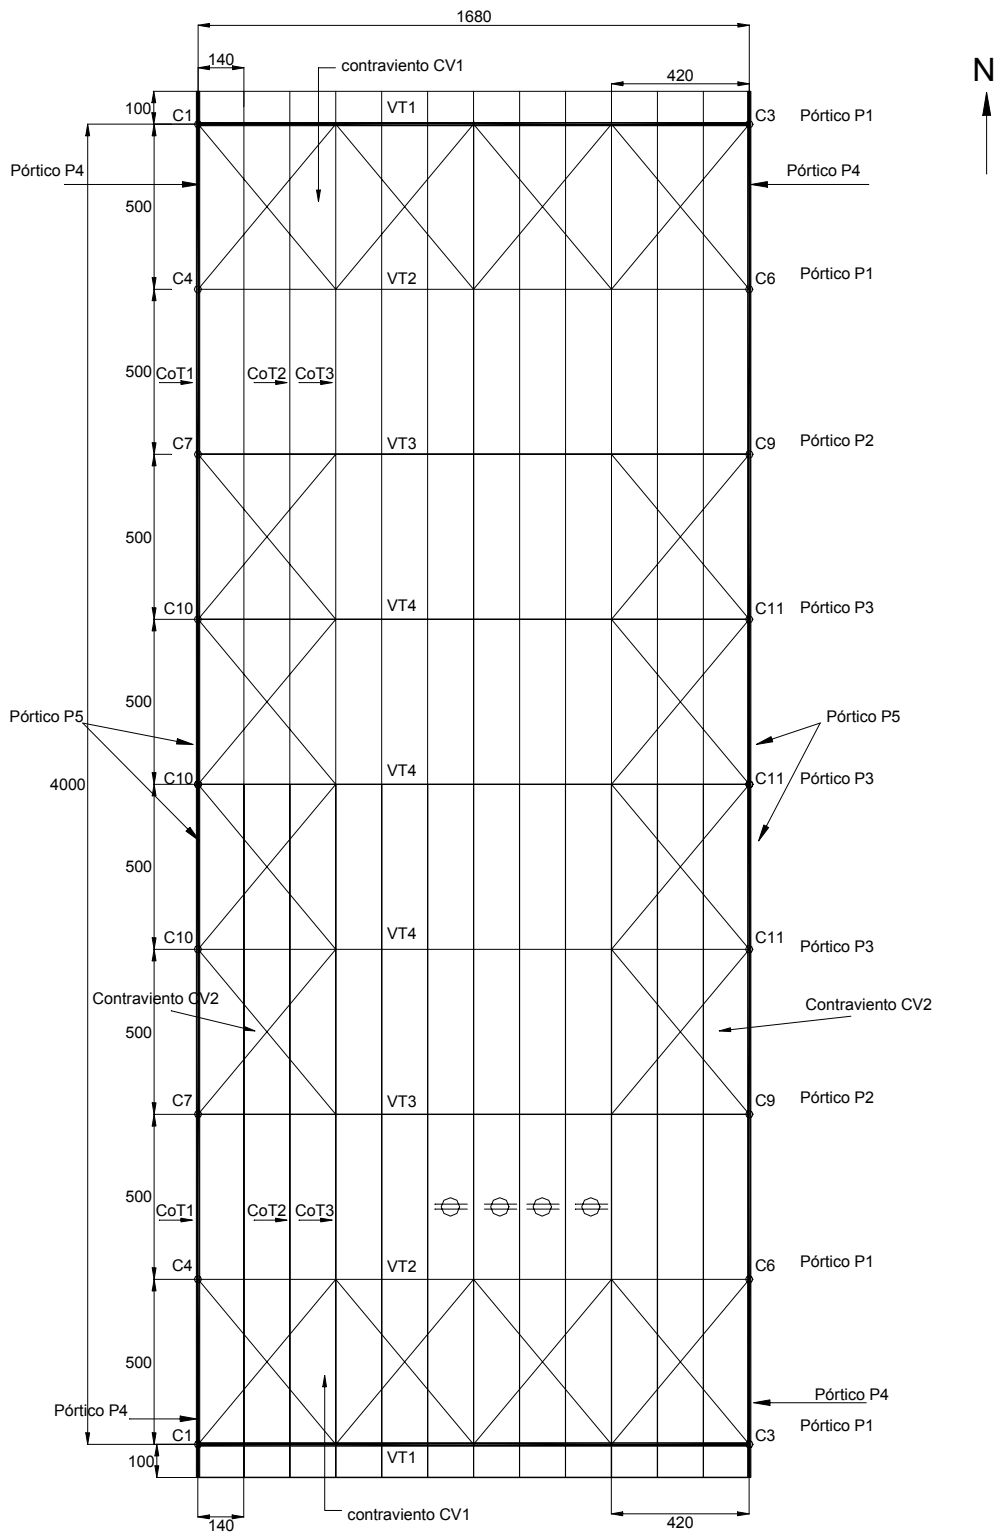 1680
140
contraviento CV1
420
N
100
VT1
C1
C3 Pórtico P1
Pórtico P4
Pórtico P4
500
C4
VT2
C6 Pórtico P1
500
CoT1
CoT2
CoT3
C7
VT3
C9 Pórtico P2
500
C10
VT4
C11 Pórtico P3
500
Pórtico P5
Pórtico P5
4000
C10
VT4
C11 Pórtico P3
500
C10
VT4
C11 Pórtico P3
Contraviento CV2
Contraviento CV2
500
C7
VT3
C9 Pórtico P2
500
CoT1
CoT2
CoT3
C4
VT2
C6 Pórtico P1
500
Pórtico P4
Pórtico P4
C1
C3 Pórtico P1
100
VT1
140
contraviento CV1
420